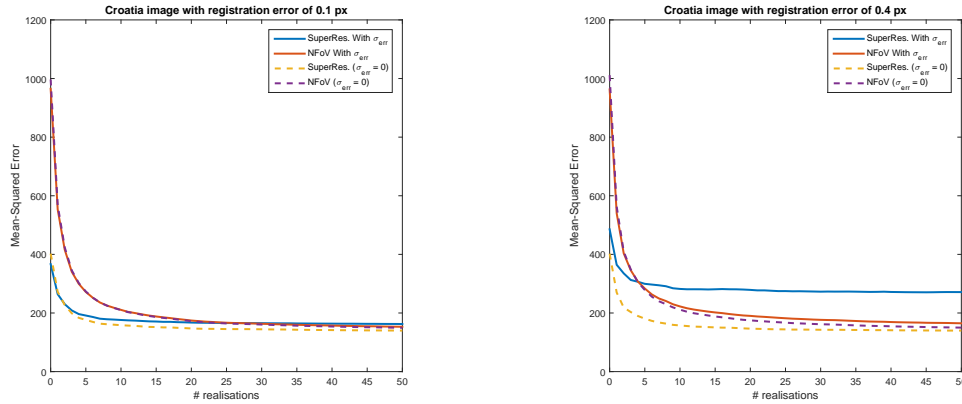 Croatia image with registration error of 0.1 px
1200
1000
800
600
400
200
0
Mean-Squared Error
SuperRes. With σerr
NFoV With σerr
SuperRes. (σerr = 0)
NFoV (σerr = 0)
0 5 10 15 20 25 30 35 40 45 50
# realisations
Croatia image with registration error of 0.4 px
1200
1000
800
600
400
200
0
Mean-Squared Error
SuperRes. With σerr
NFoV With σerr
SuperRes. (σerr = 0)
NFoV (σerr = 0)
0 5 10 15 20 25 30 35 40 45 50
# realisations